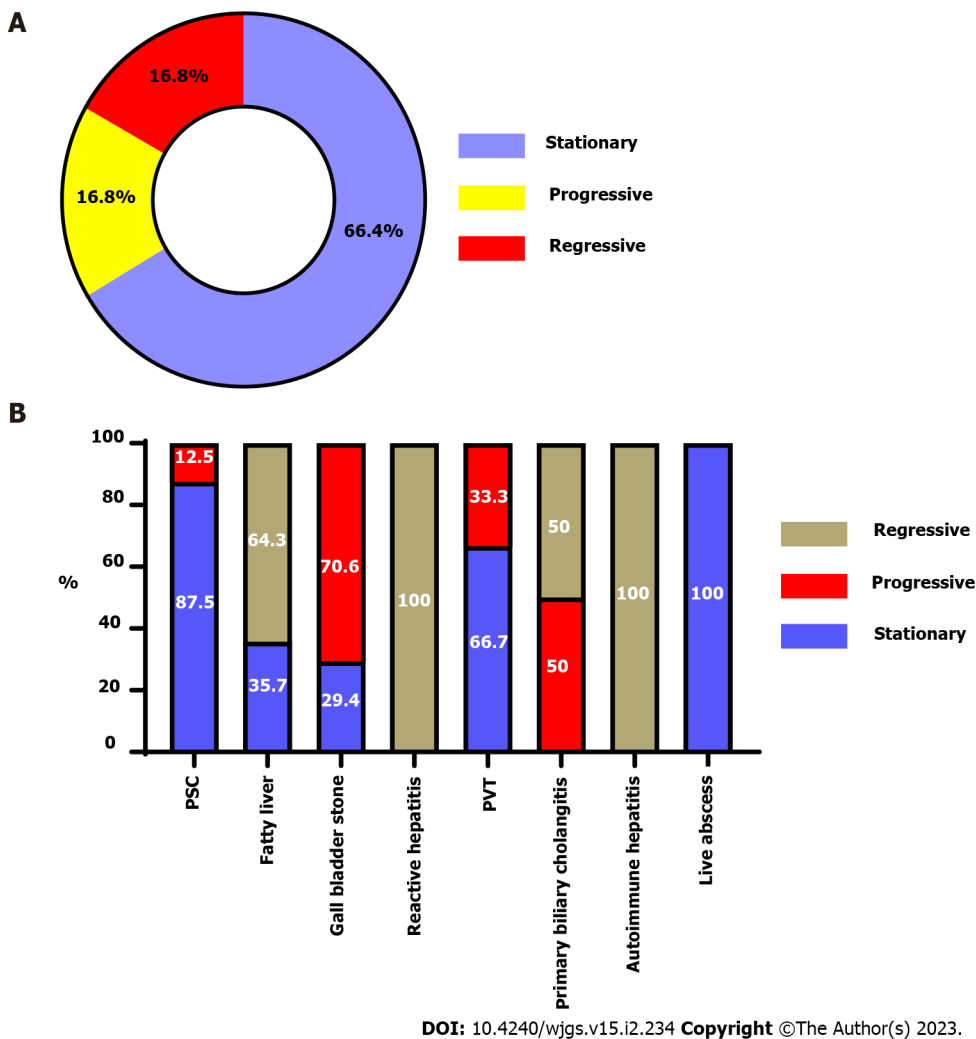 A
16.8%
16.8%
66.4%
Stationary
Progressive
Regressive
B
100
80
60
40
20
0
%
12.5
87.5
64.3
35.7
70.6
29.4
100
33.3
66.7
50
50
100
100
PSC
Fatty liver
Gall bladder stone
Reactive hepatitis
PVT
Primary biliary cholangitis
Autoimmune hepatitis
Live abscess
Regressive
Progressive
Stationary
DOI: 10.4240/wjgs.v15.i2.234 Copyright ©The Author(s) 2023.